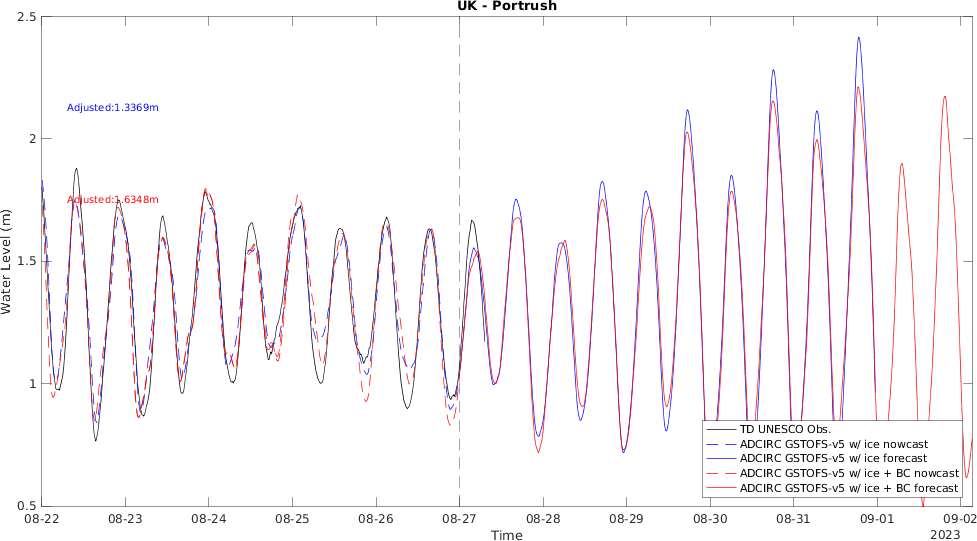 UK - Portrush
2.5
2
1.5
1
0.5
Water Level (m)
Adjusted:1.3369m
Adjusted:1.6348m
TD UNESCO Obs.
ADCIRC GSTOFS-v5 w/ ice nowcast
ADCIRC GSTOFS-v5 w/ ice forecast
ADCIRC GSTOFS-v5 w/ ice + BC nowcast
ADCIRC GSTOFS-v5 w/ ice + BC forecast
08-22 08-23 08-24 08-25 08-26 08-27 08-28 08-29 08-30 08-31 09-01 09-02
Time
2023